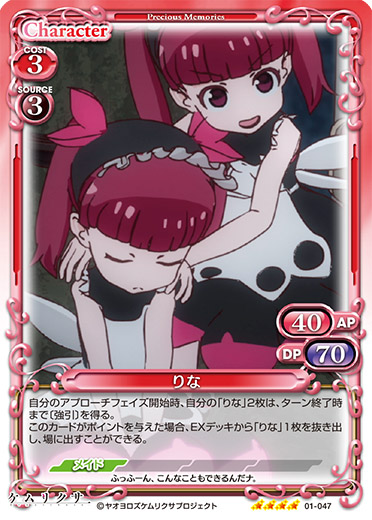 Precious Memories
Character
COST
3
SOURCE
3
40 AP
DP 70
りな
自分のアプローチフェイズ開始時、自分の「りな」2枚は、ターン終了時
まで〔強引〕を得る。
このカードがポイントを与えた場合、EXデッキから「りな」1枚を抜き出
し、場に出すことができる。
メイド
ふっふーん、こんなこともできるんだナ。
ケムリクサ
©ヤオヨロズケムリクサプロジェクト
01-047